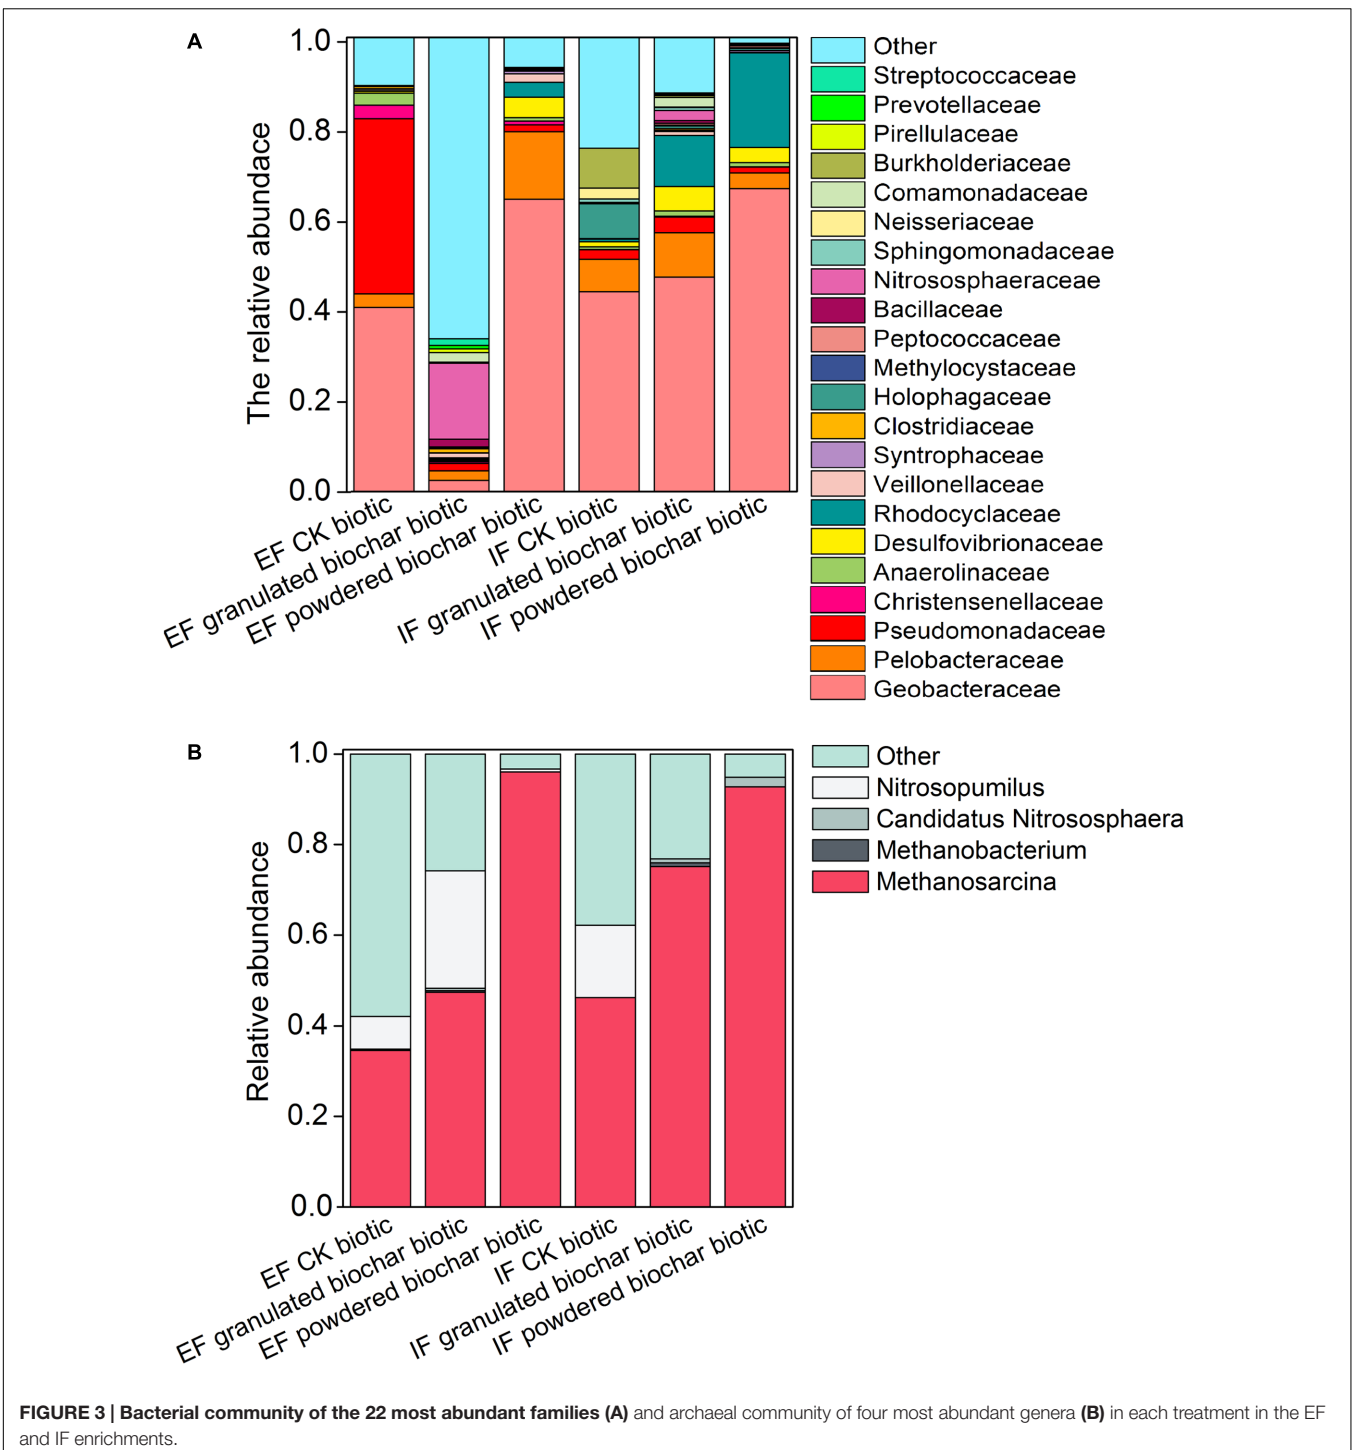 A
The relative abundace
1.0
0.8
0.6
0.4
0.2
0.0
EF CK biotic
EF granulated biochar biotic
EF powdered biochar biotic
IF CK biotic
IF granulated biochar biotic
IF powdered biochar biotic
Other
Streptococcaceae
Prevotellaceae
Pirellulaceae
Burkholderiaceae
Comamonadaceae
Neisseriaceae
Sphingomonadaceae
Nitrososphaeraceae
Bacillaceae
Peptococcaceae
Methylocystaceae
Holophagaceae
Clostridiaceae
Syntrophaceae
Veillonellaceae
Rhodocyclaceae
Desulfovibrionaceae
Anaerolinaceae
Christensenellaceae
Pseudomonadaceae
Pelobacteraceae
Geobacteraceae
B
Relative abundance
1.0
0.8
0.6
0.4
0.2
0.0
EF CK biotic
EF granulated biochar biotic
EF powdered biochar biotic
IF CK biotic
IF granulated biochar biotic
IF powdered biochar biotic
Other
Nitrosopumilus
Candidatus Nitrososphaera
Methanobacterium
Methanosarcina
FIGURE 3 | Bacterial community of the 22 most abundant families (A) and archaeal community of four most abundant genera (B) in each treatment in the EF
and IF enrichments.